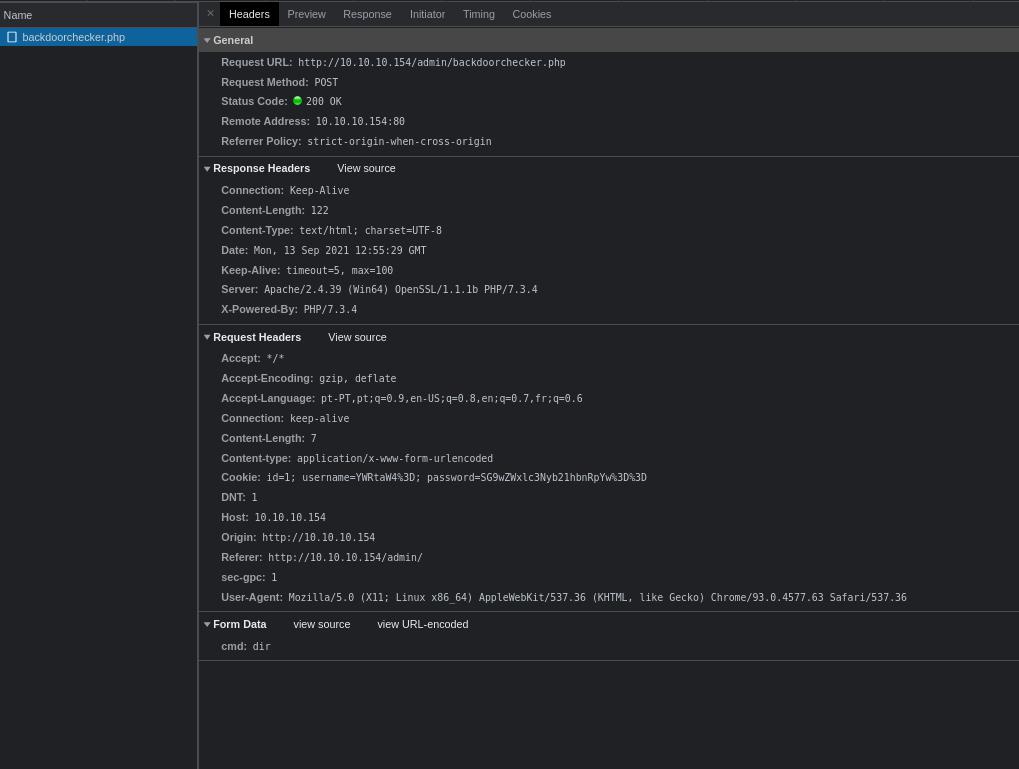 Name
backdoorchecker.php
× Headers Preview Response Initiator Timing Cookies
General
Request URL: http://10.10.10.154/admin/backdoorchecker.php
Request Method: POST
Status Code: 200 OK
Remote Address: 10.10.10.154:80
Referrer Policy: strict-origin-when-cross-origin
Response Headers View source
Connection: Keep-Alive
Content-Length: 122
Content-Type: text/html; charset=UTF-8
Date: Mon, 13 Sep 2021 12:55:29 GMT
Keep-Alive: timeout=5, max=100
Server: Apache/2.4.39 (Win64) OpenSSL/1.1.1b PHP/7.3.4
X-Powered-By: PHP/7.3.4
Request Headers View source
Accept: */*
Accept-Encoding: gzip, deflate
Accept-Language: pt-PT,pt;q=0.9,en-US;q=0.8,en;q=0.7,fr;q=0.6
Connection: keep-alive
Content-Length: 7
Content-type: application/x-www-form-urlencoded
Cookie: id=1; username=YWRtaW4%3D; password=SG9wZWxlc3Nyb21hbnRpYw%3D%3D
DNT: 1
Host: 10.10.10.154
Origin: http://10.10.10.154
Referer: http://10.10.10.154/admin/
sec-gpc: 1
User-Agent: Mozilla/5.0 (X11; Linux x86_64) AppleWebKit/537.36 (KHTML, like Gecko) Chrome/93.0.4577.63 Safari/537.36
Form Data view source view URL-encoded
cmd: dir